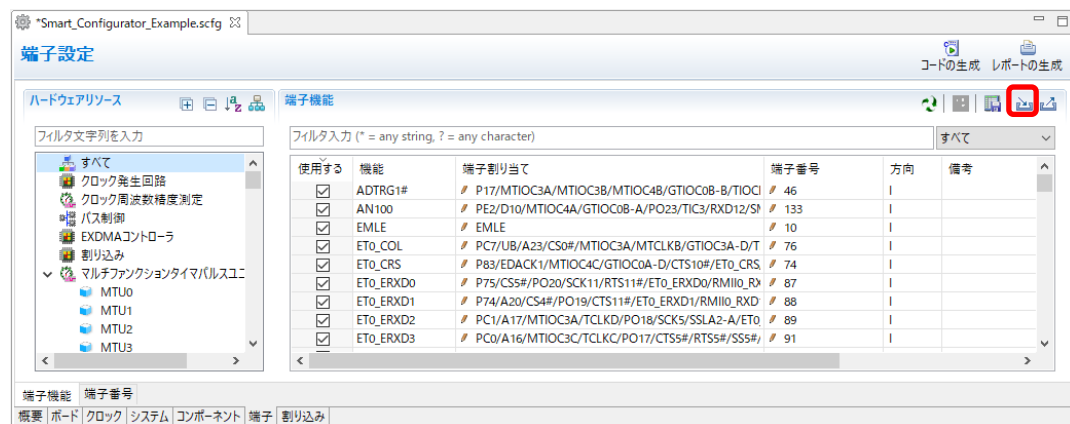 *Smart_Configurator_Example.scfg
端子設定
コードの生成 レポートの生成
ハードウェアリソース
端子機能
フィルタ文字列を入力
フィルタ入力 (* = any string, ? = any character)
すべて
すべて
クロック発生回路
クロック周波数精度測定
バス制御
EXDMAコントローラ
割り込み
マルチファンクションタイマパルスユニ
MTU0
MTU1
MTU2
MTU3
使用する 機能 端子割り当て 端子番号 方向 備考
ADTRG1# P17/MTIOC3A/MTIOC3B/MTIOC4B/GTIOC0B-B/TIOCI 46 I
AN100 PE2/D10/MTIOC4A/GTIOC0B-A/PO23/TIC3/RXD12/SM 133 I
EMLE EMLE 10 I
ET0_COL PC7/UB/A23/CS0#/MTIOC3A/MTCLKB/GTIOC3A-D/T 76 I
ET0_CRS P83/EDACK1/MTIOC4C/GTIOC0A-D/CTS10#/ET0_CRS 74 I
ET0_ERXD0 P75/CS5#/PO20/SCK11/RTS11#/ET0_ERXD0/RMII0_RX 87 I
ET0_ERXD1 P74/A20/CS4#/PO19/CTS11#/ET0_ERXD1/RMII0_RXD 88 I
ET0_ERXD2 PC1/A17/MTIOC3A/TCLKD/PO18/SCK5/SSLA2-A/ET0_ 89 I
ET0_ERXD3 PC0/A16/MTIOC3C/TCLKC/PO17/CTS5#/RTS5#/SS5#/ 91 I
端子機能 端子番号
概要 ボード クロック システム コンポーネント 端子 割り込み